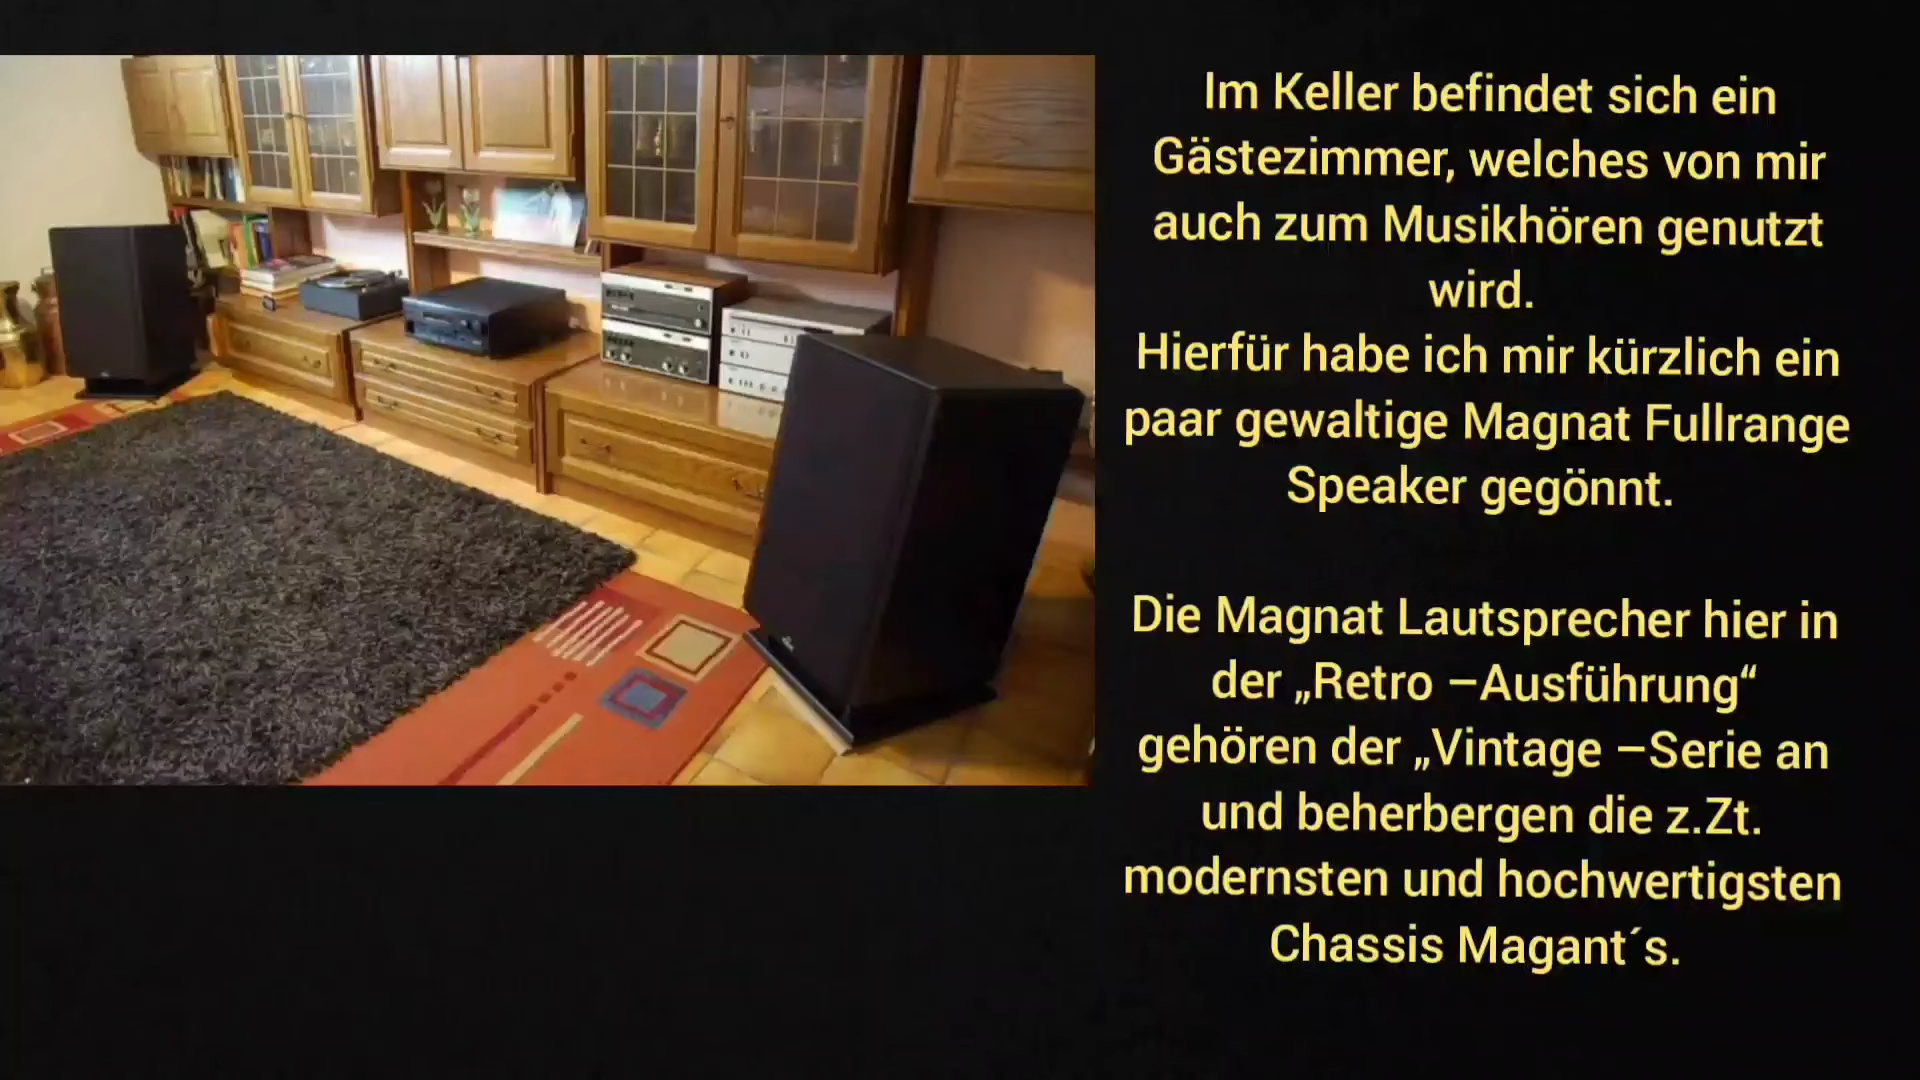 Im Keller befindet sich ein
Gästezimmer, welches von mir
auch zum Musikhören genutzt
wird.
Hierfür habe ich mir kürzlich ein
paar gewaltige Magnat Fullrange
Speaker gegönnt.
Die Magnat Lautsprecher hier in
der „Retro –Ausführung“
gehören der „Vintage –Serie an
und beherbergen die z.Zt.
modernsten und hochwertigsten
Chassis Magant´s.